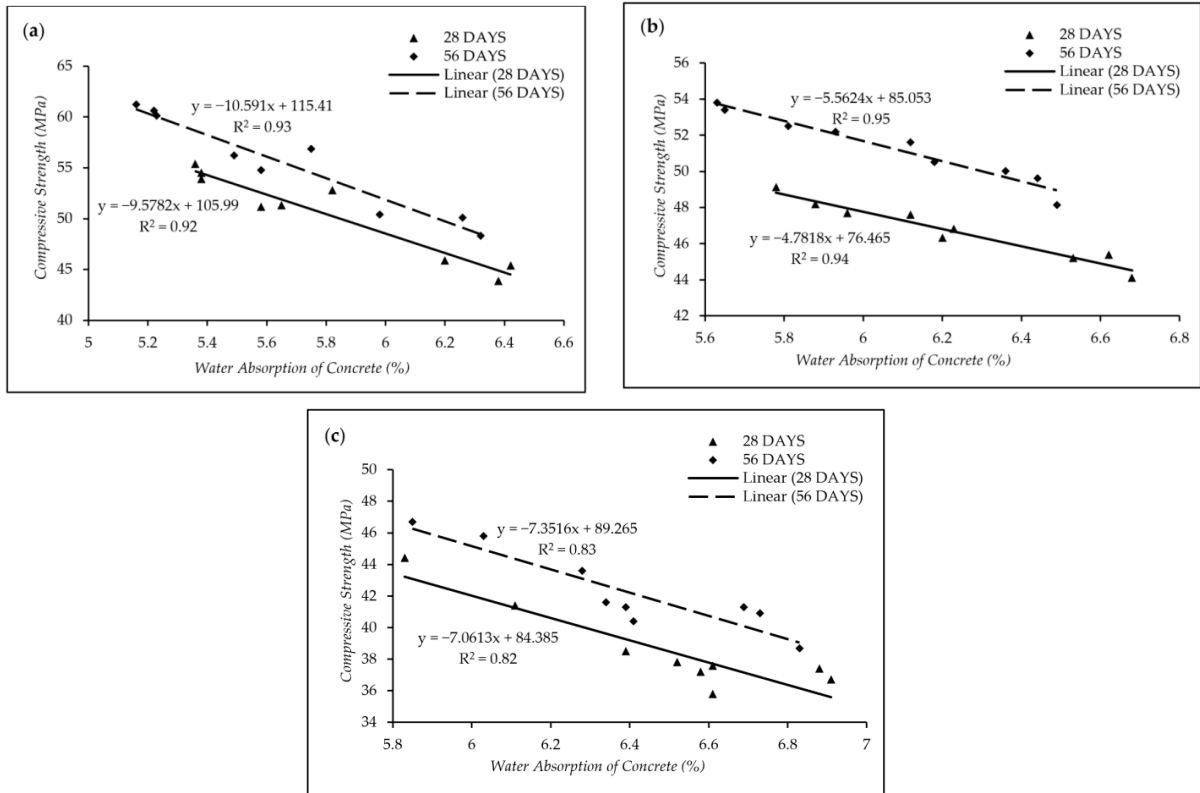 (a)
28 DAYS
56 DAYS
Linear (28 DAYS)
Linear (56 DAYS)
65
60
55
50
45
40
y = −10.591x + 115.41
R² = 0.93
y = −9.5782x + 105.99
R² = 0.92
Compressive Strength (MPa)
5 5.2 5.4 5.6 5.8 6 6.2 6.4 6.6
Water Absorption of Concrete (%)
(b)
28 DAYS
56 DAYS
Linear (28 DAYS)
Linear (56 DAYS)
56
54
52
50
48
46
44
42
y = −5.5624x + 85.053
R² = 0.95
y = −4.7818x + 76.465
R² = 0.94
Compressive Strength (MPa)
5.6 5.8 6 6.2 6.4 6.6 6.8
Water Absorption of Concrete (%)
(c)
28 DAYS
56 DAYS
Linear (28 DAYS)
Linear (56 DAYS)
50
48
46
44
42
40
38
36
34
y = −7.3516x + 89.265
R² = 0.83
y = −7.0613x + 84.385
R² = 0.82
Compressive Strength (MPa)
5.8 6 6.2 6.4 6.6 6.8 7
Water Absorption of Concrete (%)